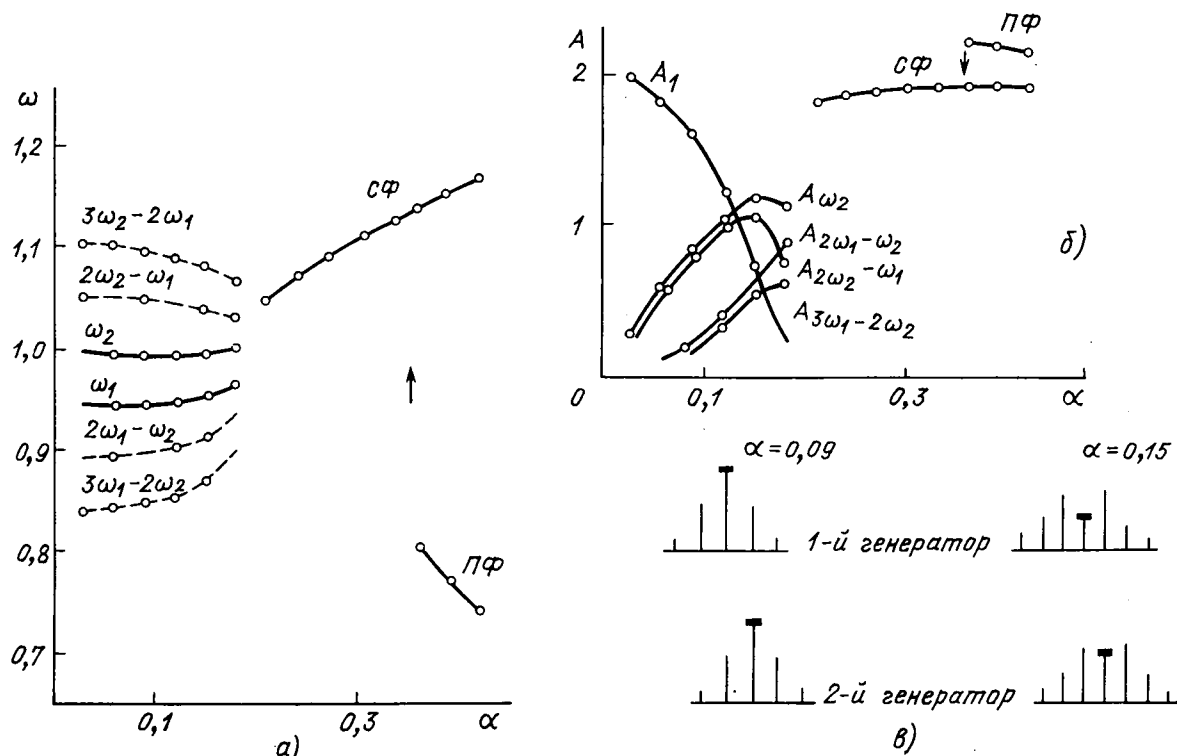 ω
1,2
1,1
1,0
0,9
0,8
0,7
3ω₂−2ω₁
2ω₂−ω₁
ω₂
ω₁
2ω₁−ω₂
3ω₁−2ω₂
СФ
ПФ
0,1
0,3
α
а)
A
2
1
0
A₁
СФ
ПФ
Aω₂
A₂ω₁−ω₂
A₂ω₂−ω₁
A₃ω₁−2ω₂
б)
0,1
0,3
α
α=0,09
α=0,15
1-й генератор
2-й генератор
в)